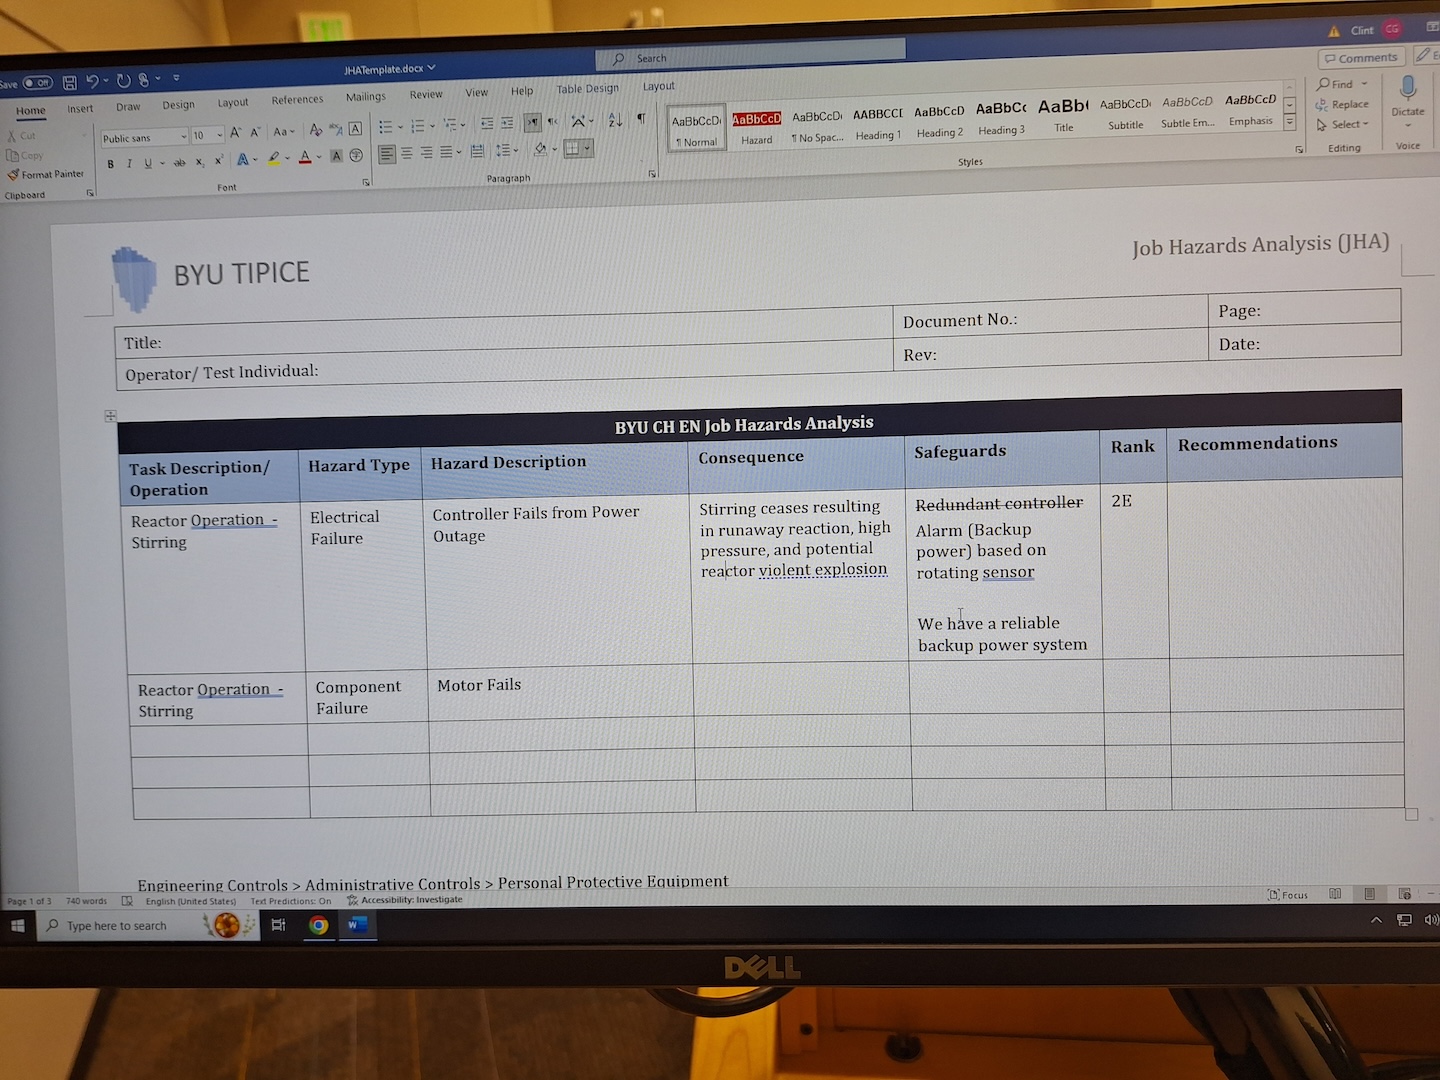 Save Off
JHATemplate.docx
Search
Clint CG
Home Insert Draw Design Layout References Mailings Review View Help Table Design Layout
Comments
Cut
Copy
Format Painter
Clipboard
Public sans 10
Font
Paragraph
AaBbCcDc AaBbCcD AaBbCcDc AABBCCD AaBbCcD AaBbCc AaBb( AaBbCcDc AaBbCcD AaBbCcD
¶ Normal Hazard ¶ No Spac... Heading 1 Heading 2 Heading 3 Title Subtitle Subtle Em... Emphasis
Styles
Find
Replace
Select
Editing
Dictate
Voice
BYU TIPICE
Job Hazards Analysis (JHA)
Title:
Document No.:
Page:
Operator/ Test Individual:
Rev:
Date:
BYU CH EN Job Hazards Analysis
Task Description/
Operation
Hazard Type
Hazard Description
Consequence
Safeguards
Rank
Recommendations
Reactor Operation -
Stirring
Electrical
Failure
Controller Fails from Power
Outage
Stirring ceases resulting
in runaway reaction, high
pressure, and potential
reactor violent explosion
Redundant controller
Alarm (Backup
power) based on
rotating sensor
We have a reliable
backup power system
2E
Reactor Operation -
Stirring
Component
Failure
Motor Fails
Engineering Controls > Administrative Controls > Personal Protective Equipment
Page 1 of 3 740 words English (United States) Text Predictions: On Accessibility: Investigate
Focus
Type here to search
DELL